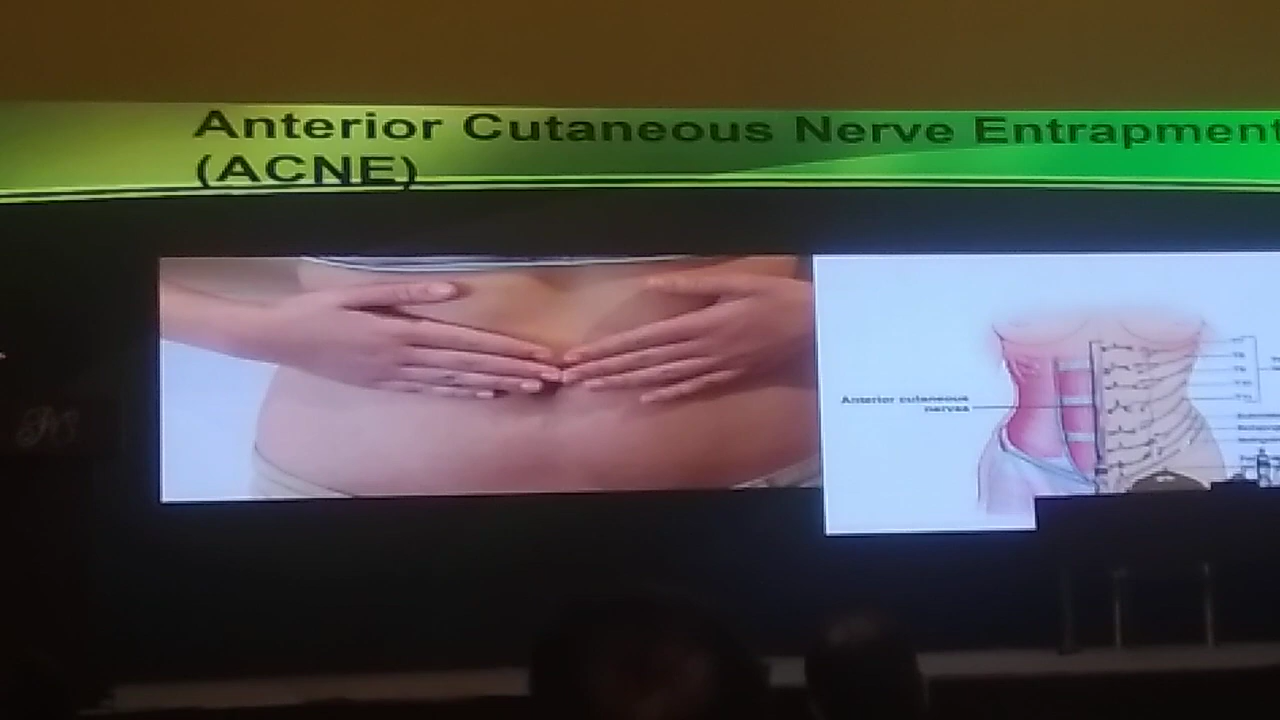 Anterior Cutaneous Nerve Entrapment
(ACNE)
Anterior cutaneous
nerves